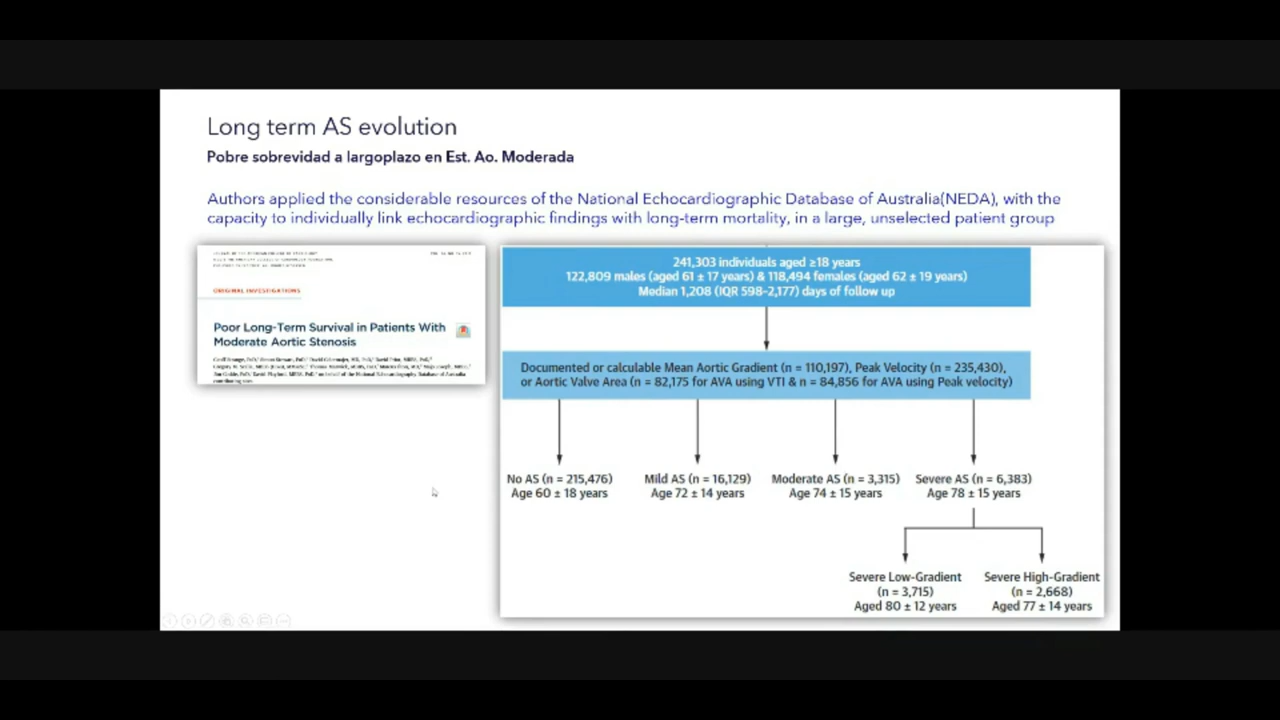 Long term AS evolution
Pobre sobrevidad a largoplazo en Est. Ao. Moderada
Authors applied the considerable resources of the National Echocardiographic Database of Australia(NEDA), with the
capacity to individually link echocardiographic findings with long-term mortality, in a large, unselected patient group
ORIGINAL INVESTIGATIONS
Poor Long-Term Survival in Patients With
Moderate Aortic Stenosis
241,303 individuals aged ≥18 years
122,809 males (aged 61 ± 17 years) & 118,494 females (aged 62 ± 19 years)
Median 1,208 (IQR 598-2,177) days of follow up
Documented or calculable Mean Aortic Gradient (n = 110,197), Peak Velocity (n = 235,430),
or Aortic Valve Area (n = 82,175 for AVA using VTI & n = 84,856 for AVA using Peak velocity)
No AS (n = 215,476)
Age 60 ± 18 years
Mild AS (n = 16,129)
Age 72 ± 14 years
Moderate AS (n = 3,315)
Age 74 ± 15 years
Severe AS (n = 6,383)
Age 78 ± 15 years
Severe Low-Gradient
(n = 3,715)
Aged 80 ± 12 years
Severe High-Gradient
(n = 2,668)
Aged 77 ± 14 years